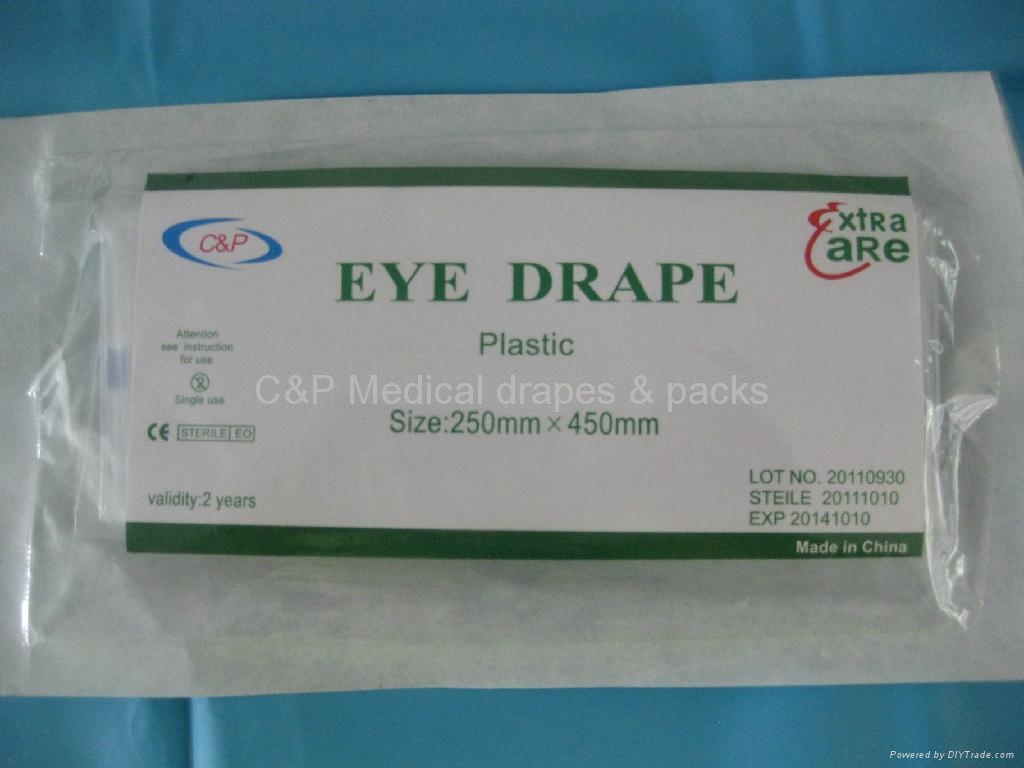 C&P
Extra
Care
EYE DRAPE
Plastic
Attention
see instruction
for use
Single use
C&P Medical drapes & packs
Size:250mm×450mm
CE STERILE EO
validity:2 years
LOT NO. 20110930
STEILE 20111010
EXP 20141010
Made in China
Powered by DIYTrade.com